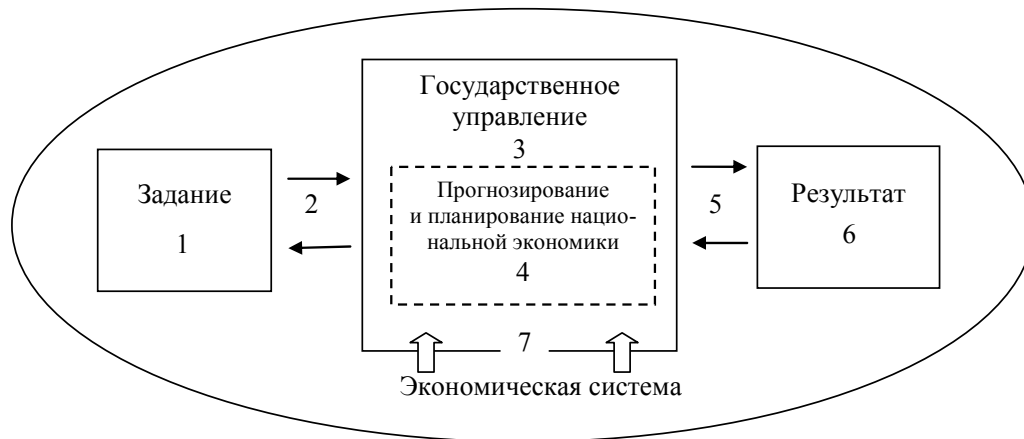 Задание
1
2
Государственное
управление
3
Прогнозирование
и планирование нацио-
нальной экономики
4
5
Результат
6
7
Экономическая система